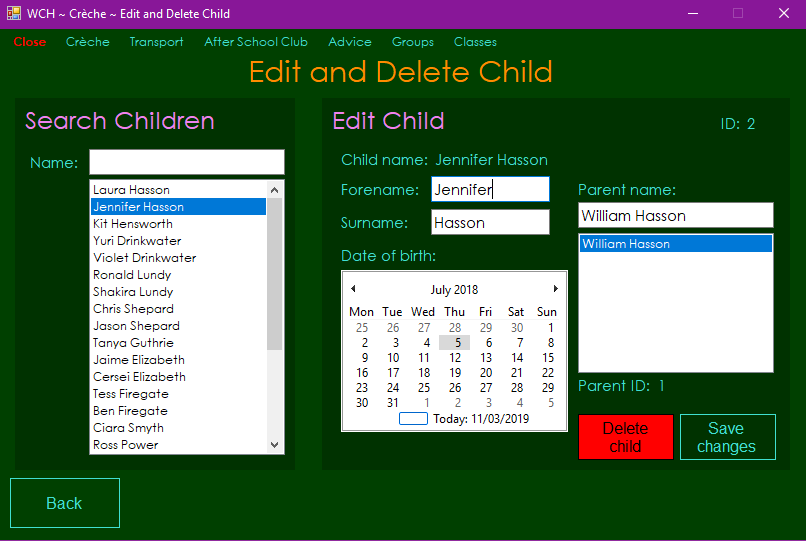 WCH ~ Crèche ~ Edit and Delete Child
Close Crèche Transport After School Club Advice Groups Classes
Edit and Delete Child
Search Children
Name:
Laura Hasson
Jennifer Hasson
Kit Hensworth
Yuri Drinkwater
Violet Drinkwater
Ronald Lundy
Shakira Lundy
Chris Shepard
Jason Shepard
Tanya Guthrie
Jaime Elizabeth
Cersei Elizabeth
Tess Firegate
Ben Firegate
Ciara Smyth
Ross Power
Edit Child
ID: 2
Child name: Jennifer Hasson
Forename: Jennifer
Surname: Hasson
Date of birth:
July 2018
Mon Tue Wed Thu Fri Sat Sun
25 26 27 28 29 30 1
2 3 4 5 6 7 8
9 10 11 12 13 14 15
16 17 18 19 20 21 22
23 24 25 26 27 28 29
30 31 1 2 3 4 5
Today: 11/03/2019
Parent name:
William Hasson
William Hasson
Parent ID: 1
Delete
child
Save
changes
Back